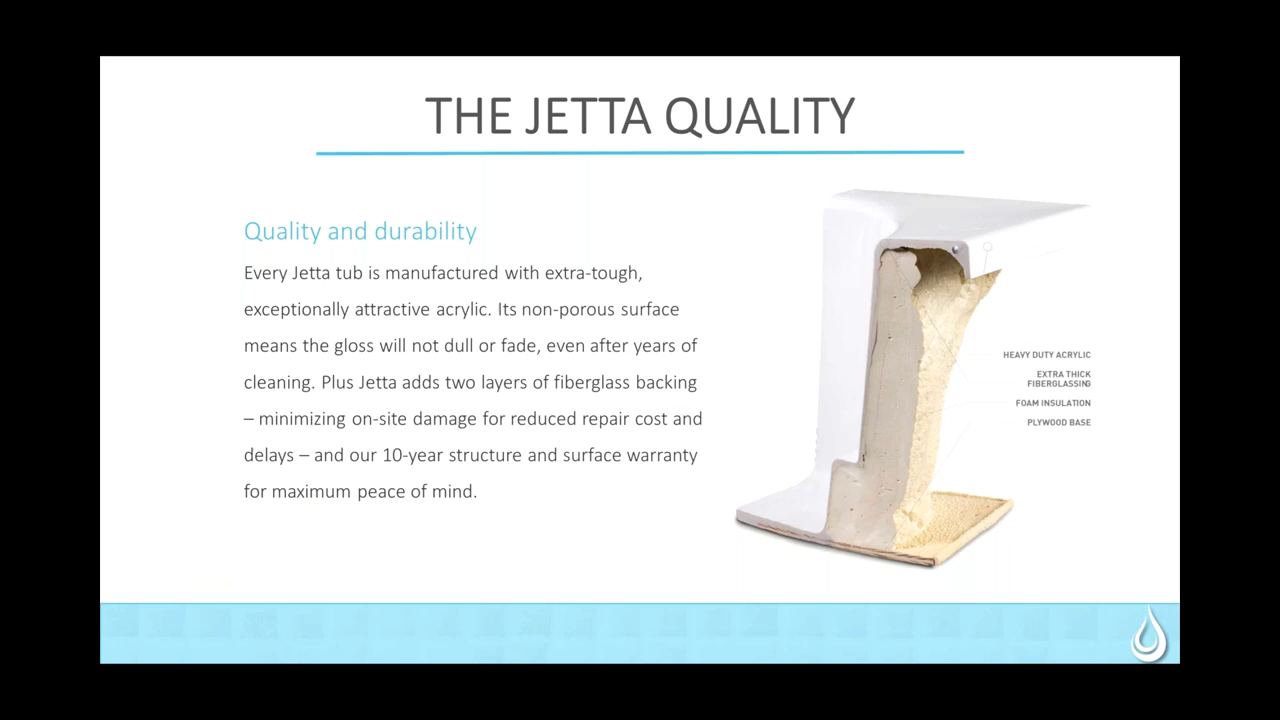 THE JETTA QUALITY
Quality and durability
Every Jetta tub is manufactured with extra-tough,
exceptionally attractive acrylic. Its non-porous surface
means the gloss will not dull or fade, even after years of
cleaning. Plus Jetta adds two layers of fiberglass backing
– minimizing on-site damage for reduced repair cost and
delays – and our 10-year structure and surface warranty
for maximum peace of mind.
HEAVY DUTY ACRYLIC
EXTRA THICK
FIBERGLASSING
FOAM INSULATION
PLYWOOD BASE